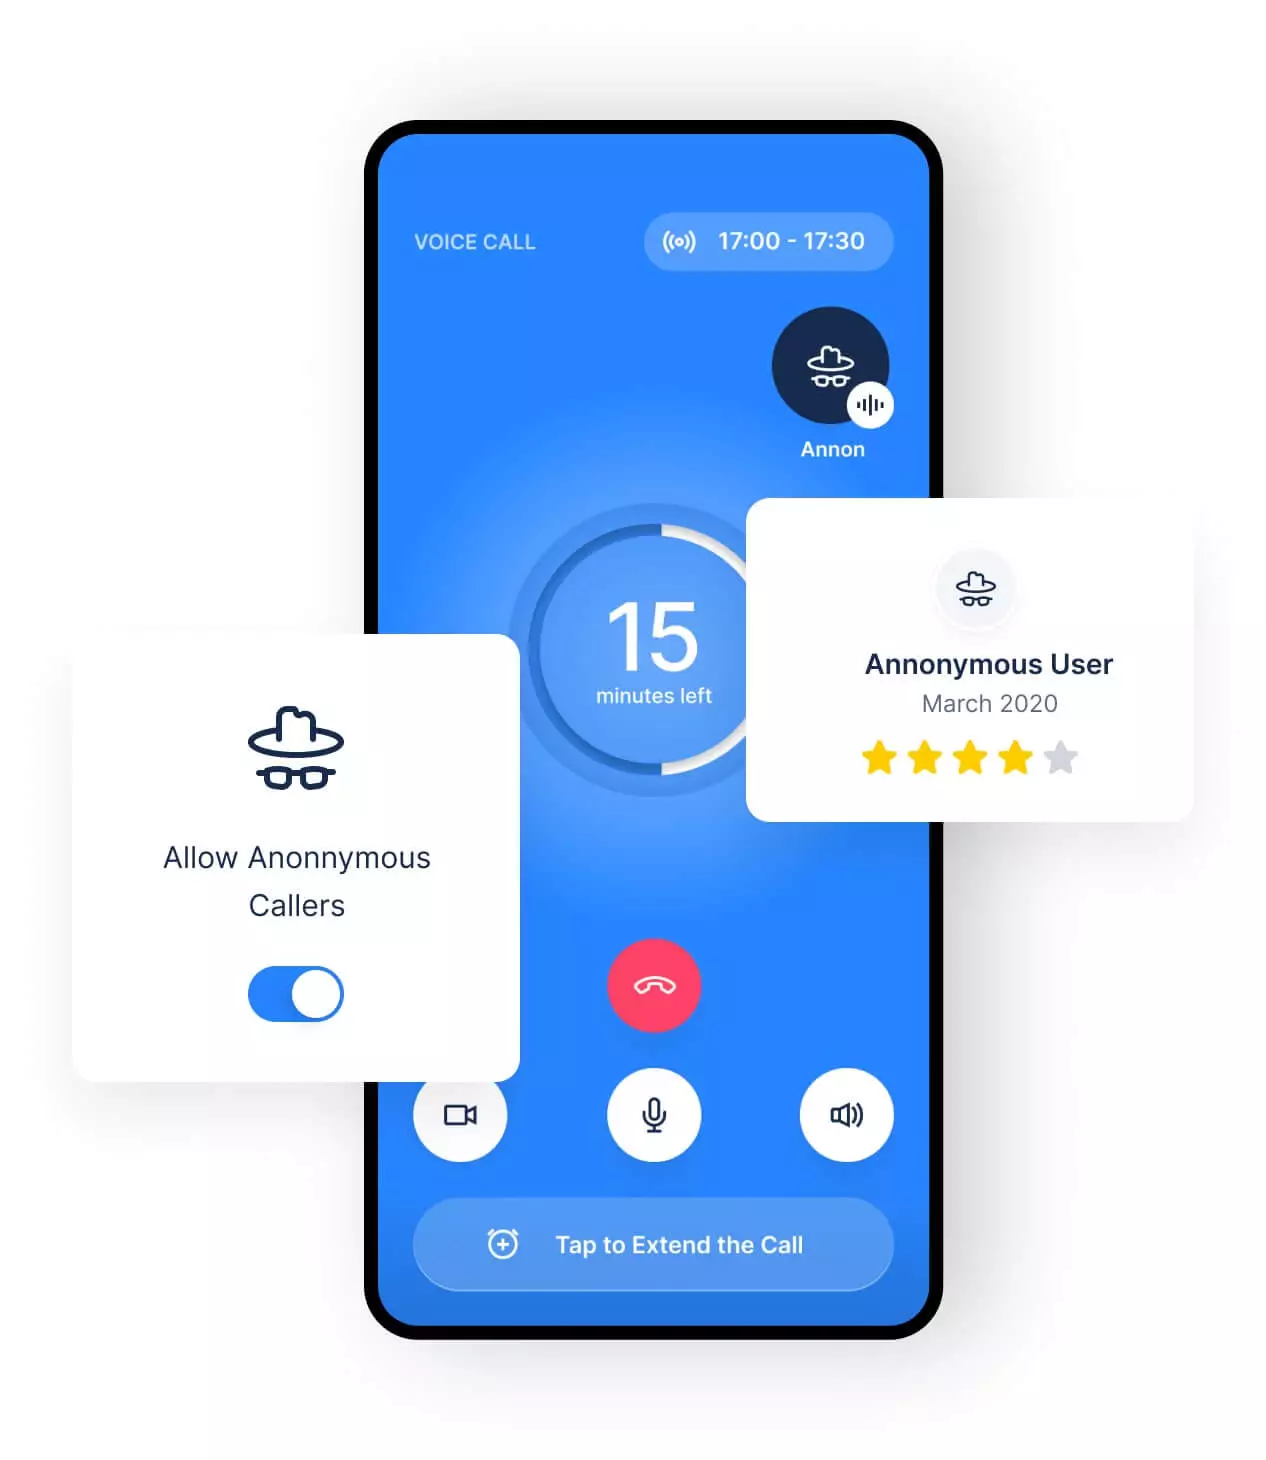 VOICE CALL
17:00 - 17:30
Annon
15
minutes left
Annonymous User
March 2020
Allow Anonnymous
Callers
Tap to Extend the Call